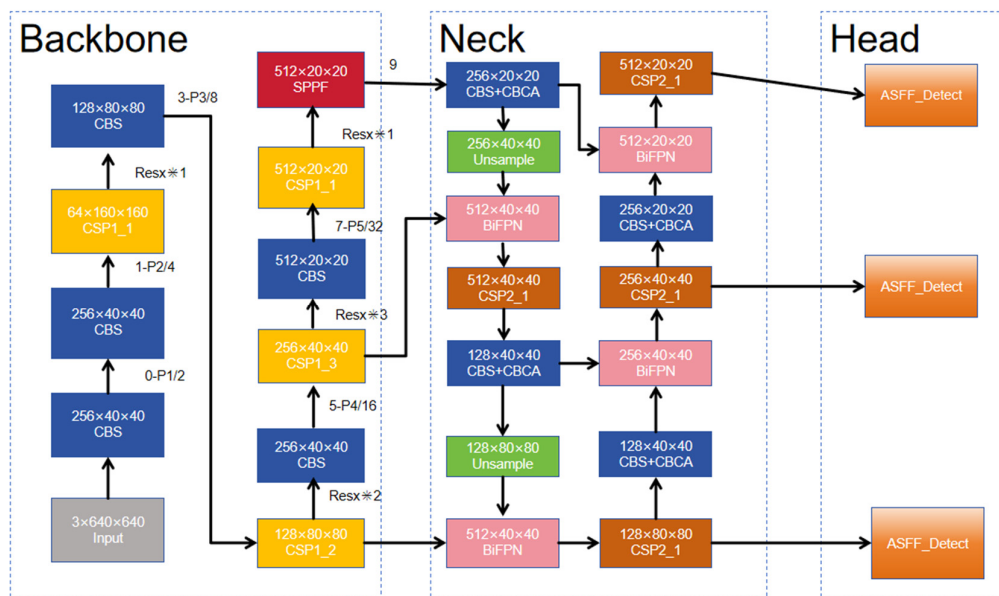 Backbone
Neck
Head
128×80×80
CBS
3-P3/8
Resx✳1
64×160×160
CSP1_1
1-P2/4
256×40×40
CBS
0-P1/2
256×40×40
CBS
3×640×640
Input
512×20×20
SPPF
9
Resx✳1
512×20×20
CSP1_1
7-P5/32
512×20×20
CBS
Resx✳3
256×40×40
CSP1_3
5-P4/16
256×40×40
CBS
Resx✳2
128×80×80
CSP1_2
256×20×20
CBS+CBCA
256×40×40
Unsample
512×40×40
BiFPN
512×40×40
CSP2_1
128×40×40
CBS+CBCA
128×80×80
Unsample
512×40×40
BiFPN
512×20×20
CSP2_1
512×20×20
BiFPN
256×20×20
CBS+CBCA
256×40×40
CSP2_1
256×40×40
BiFPN
128×40×40
CBS+CBCA
128×80×80
CSP2_1
ASFF_Detect
ASFF_Detect
ASFF_Detect